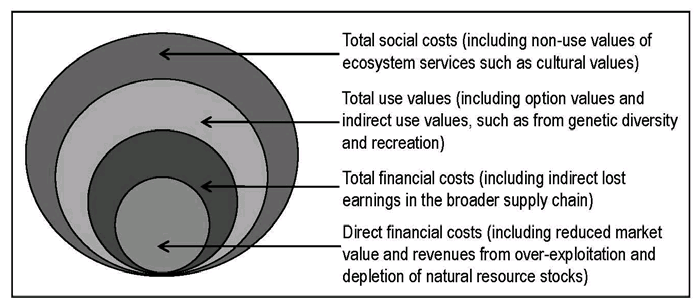 Total social costs (including non-use values of
ecosystem services such as cultural values)
Total use values (including option values and
indirect use values, such as from genetic diversity
and recreation)
Total financial costs (including indirect lost
earnings in the broader supply chain)
Direct financial costs (including reduced market
value and revenues from over-exploitation and
depletion of natural resource stocks)